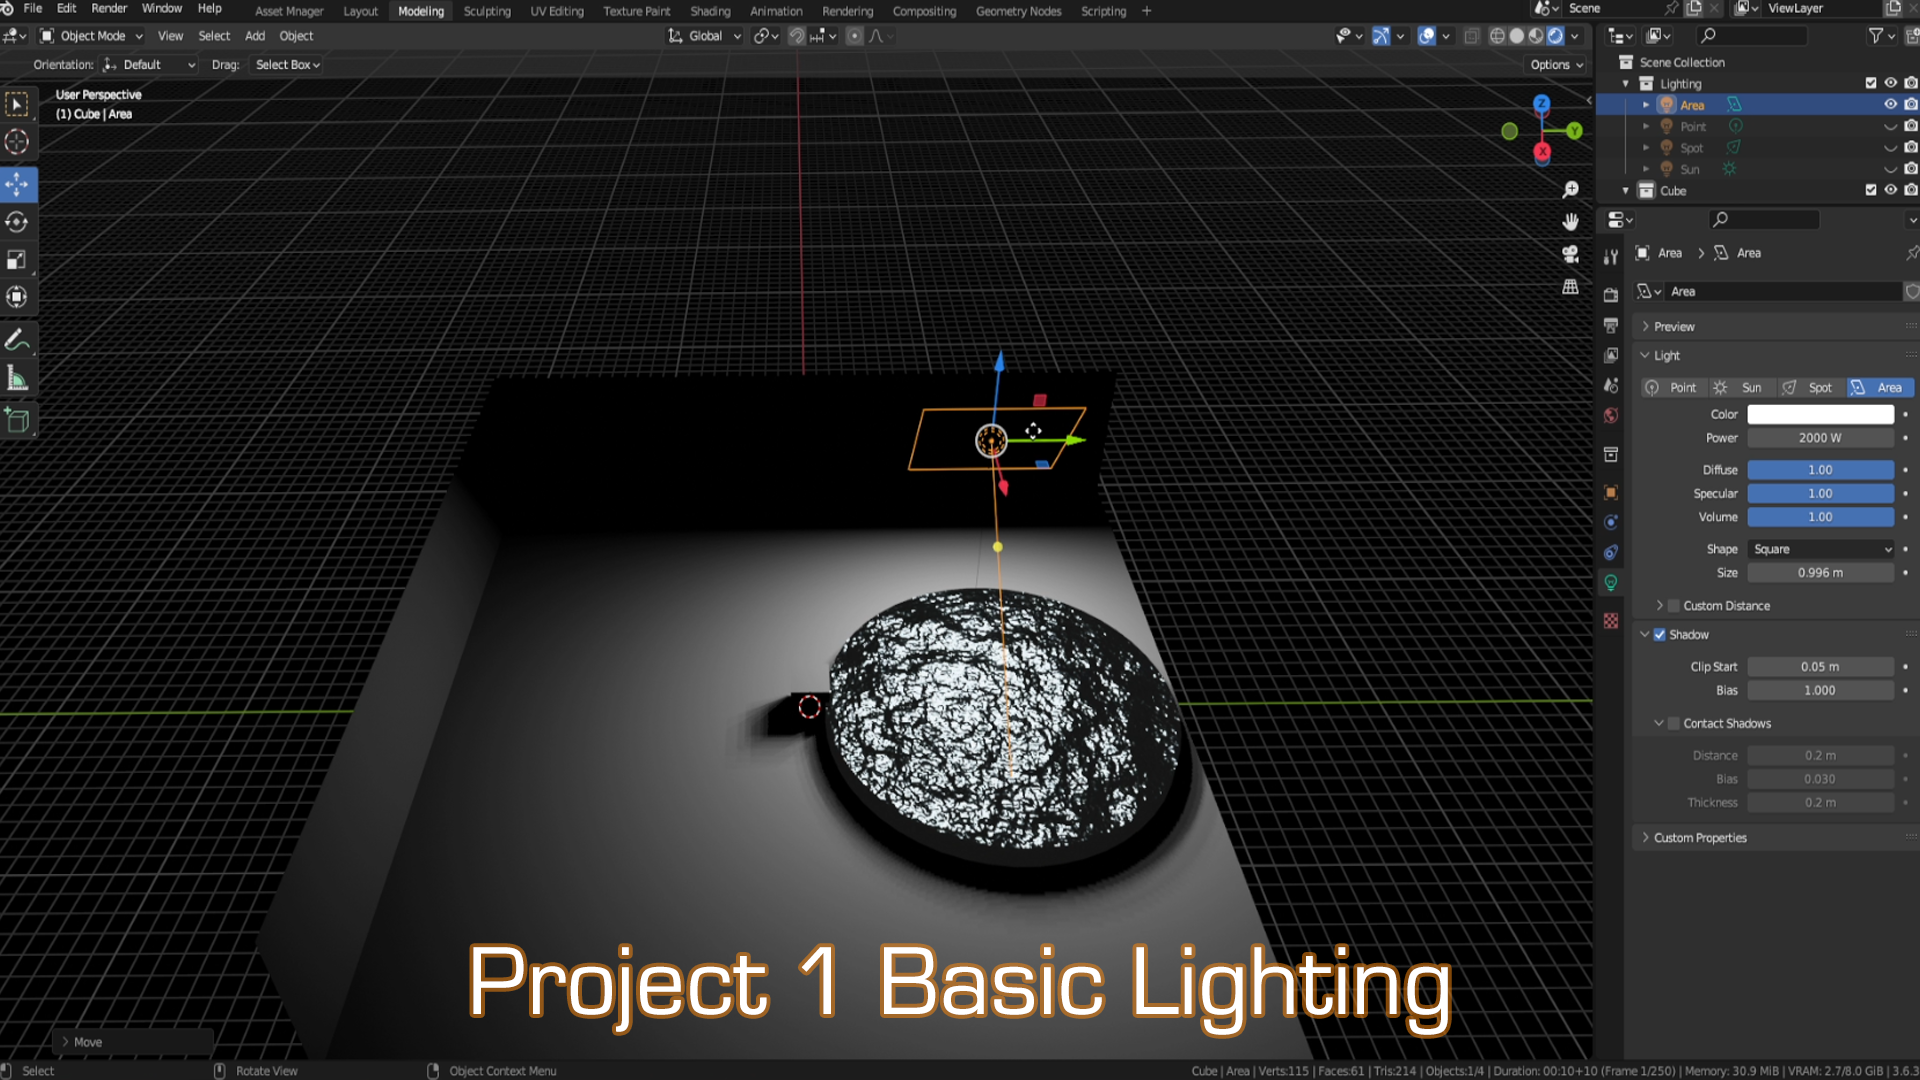 File Edit Render Window Help Asset Mnager Layout Modeling Sculpting UV Editing Texture Paint Shading Animation Rendering Compositing Geometry Nodes Scripting + Scene ViewLayer
Object Mode View Select Add Object Global
Orientation: Default Drag: Select Box Options
User Perspective
(1) Cube | Area
Z
Y
X
Scene Collection
Lighting
Area
Point
Spot
Sun
Cube
Area > Area
Area
Preview
Light
Point Sun Spot Area
Color
Power 2000 W
Diffuse 1.00
Specular 1.00
Volume 1.00
Shape Square
Size 0.996 m
Custom Distance
Shadow
Clip Start 0.05 m
Bias 1.000
Contact Shadows
Distance 0.2 m
Bias 0.030
Thickness 0.2 m
Custom Properties
Project 1 Basic Lighting
Move
Select Rotate View Object Context Menu Cube | Area | Verts:115 | Faces:61 | Tris:214 | Objects:1/4 | Duration: 00:10+10 (Frame 1/250) | Memory: 30.9 MiB | VRAM: 2.7/8.0 GiB | 3.6.3